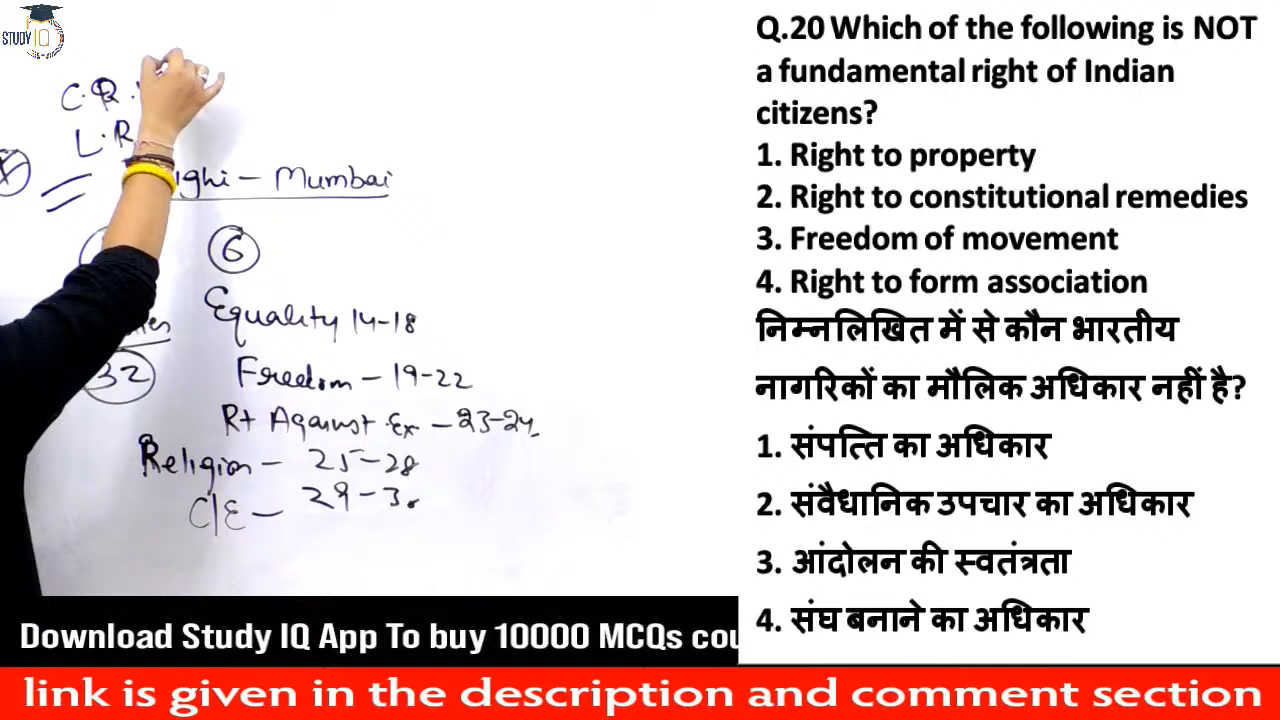 STUDY IQ
C.R.
L.R
ighi - Mumbai
6
Equality 14-18
32
Freedom - 19-22
Rt Against Ex - 23-24
Religion - 25-28
C/E - 29-30
Q.20 Which of the following is NOT
a fundamental right of Indian
citizens?
1. Right to property
2. Right to constitutional remedies
3. Freedom of movement
4. Right to form association
निम्नलिखित में से कौन भारतीय
नागरिकों का मौलिक अधिकार नहीं है?
1. संपत्ति का अधिकार
2. संवैधानिक उपचार का अधिकार
3. आंदोलन की स्वतंत्रता
4. संघ बनाने का अधिकार
Download Study IQ App To buy 10000 MCQs cou
link is given in the description and comment section